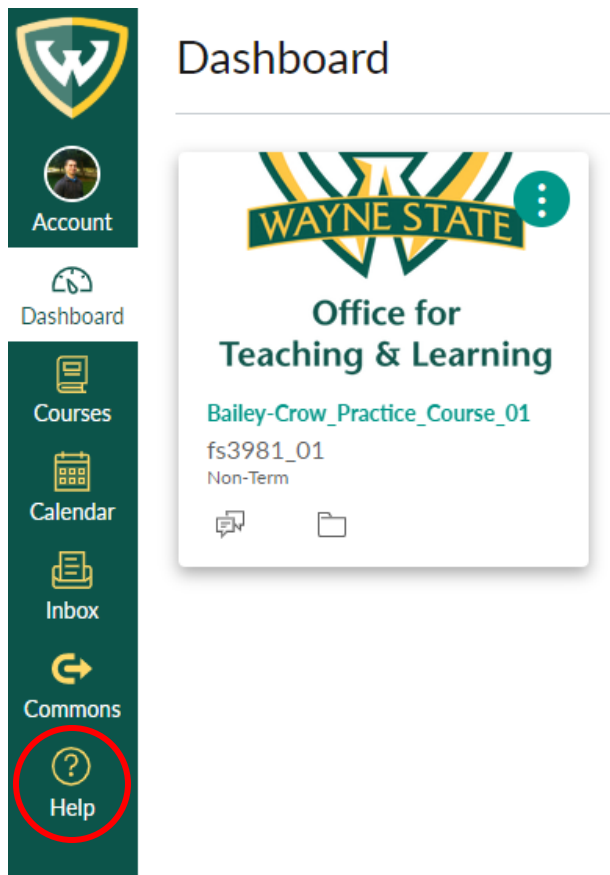 W
Account
Dashboard
Courses
Calendar
Inbox
Commons
Help
Dashboard
WAYNE STATE
Office for
Teaching & Learning
Bailey-Crow_Practice_Course_01
fs3981_01
Non-Term